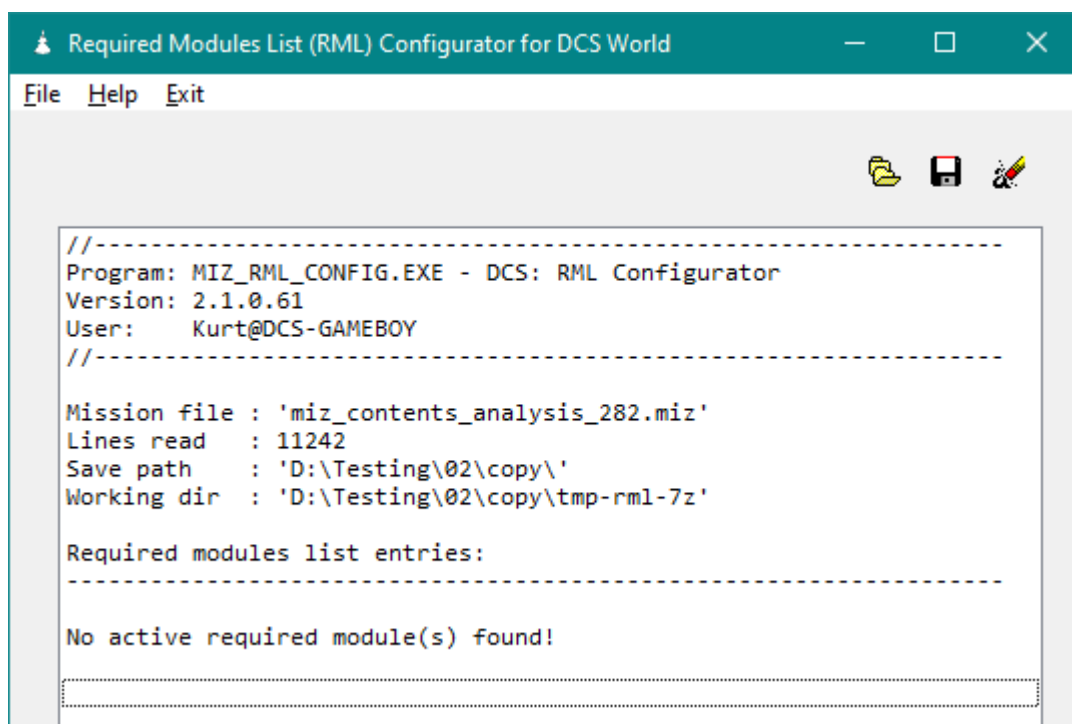 Required Modules List (RML) Configurator for DCS World
File Help Exit
//-----------------------------------------------------------------
Program: MIZ_RML_CONFIG.EXE - DCS: RML Configurator
Version: 2.1.0.61
User:    Kurt@DCS-GAMEBOY
//-----------------------------------------------------------------
Mission file : 'miz_contents_analysis_282.miz'
Lines read   : 11242
Save path    : 'D:\Testing\02\copy\'
Working dir  : 'D:\Testing\02\copy\tmp-rml-7z'
Required modules list entries:
-------------------------------------------------------------------
No active required module(s) found!